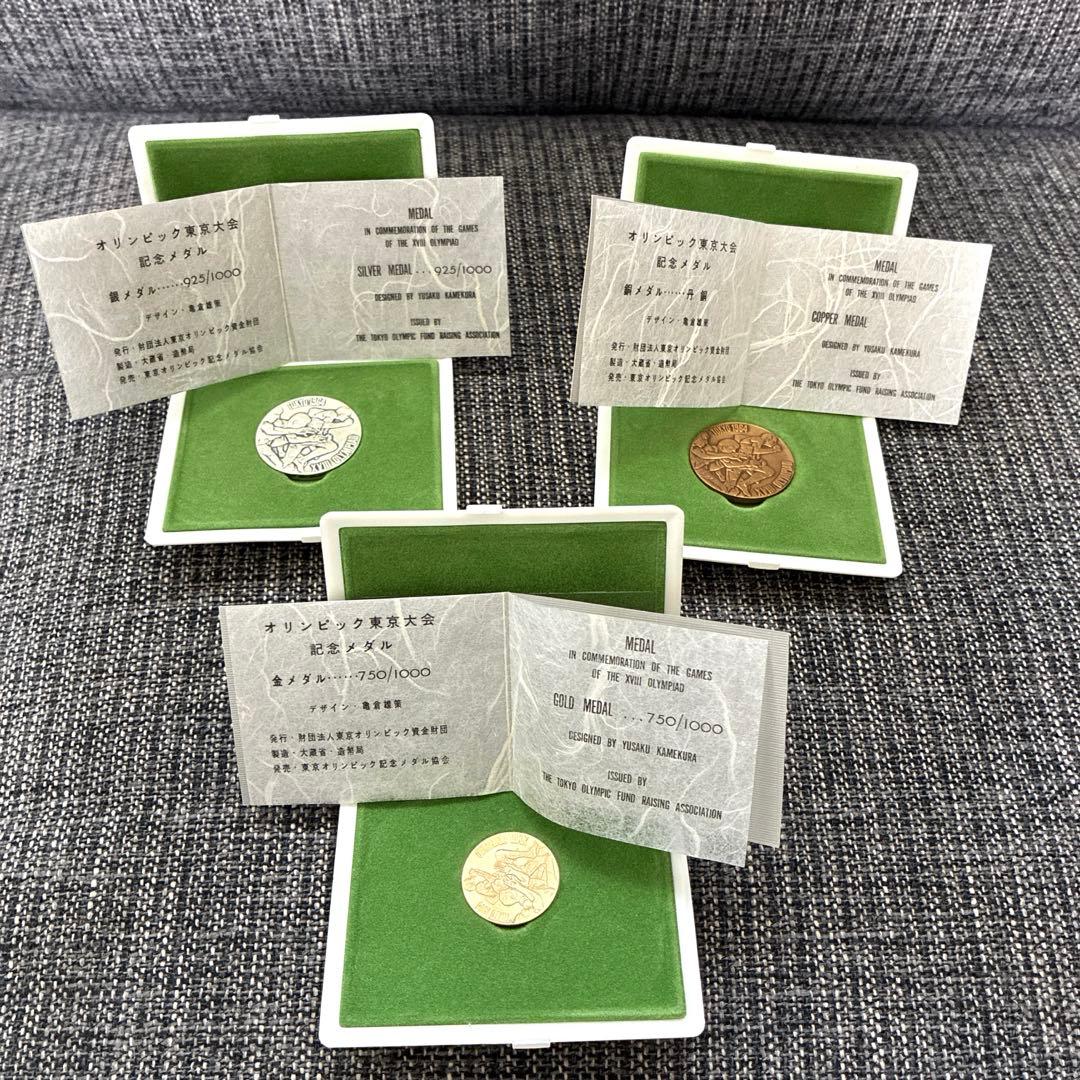 オリンピック東京大会
記念メダル
銀メダル……925/1000
デザイン・亀倉雄策
発行・財団法人東京オリンピック資金財団
製造・大蔵省・造幣局
発売・東京オリンピック記念メダル協会
MEDAL
IN COMMEMORATION OF THE GAMES
OF THE XVIII OLYMPIAD
SILVER MEDAL...925/1000
DESIGNED BY YUSAKU KAMEKURA
ISSUED BY
THE TOKYO OLYMPIC FUND RAISING ASSOCIATION
オリンピック東京大会
記念メダル
銅メダル……丹銅
デザイン・亀倉雄策
発行・財団法人東京オリンピック資金財団
製造・大蔵省・造幣局
発売・東京オリンピック記念メダル協会
MEDAL
IN COMMEMORATION OF THE GAMES
OF THE XVIII OLYMPIAD
COPPER MEDAL
DESIGNED BY YUSAKU KAMEKURA
ISSUED BY
THE TOKYO OLYMPIC FUND RAISING ASSOCIATION
TOKYO 1964
オリンピック東京大会
記念メダル
金メダル……750/1000
デザイン・亀倉雄策
発行・財団法人東京オリンピック資金財団
製造・大蔵省・造幣局
発売・東京オリンピック記念メダル協会
MEDAL
IN COMMEMORATION OF THE GAMES
OF THE XVIII OLYMPIAD
GOLD MEDAL...750/1000
DESIGNED BY YUSAKU KAMEKURA
ISSUED BY
THE TOKYO OLYMPIC FUND RAISING ASSOCIATION